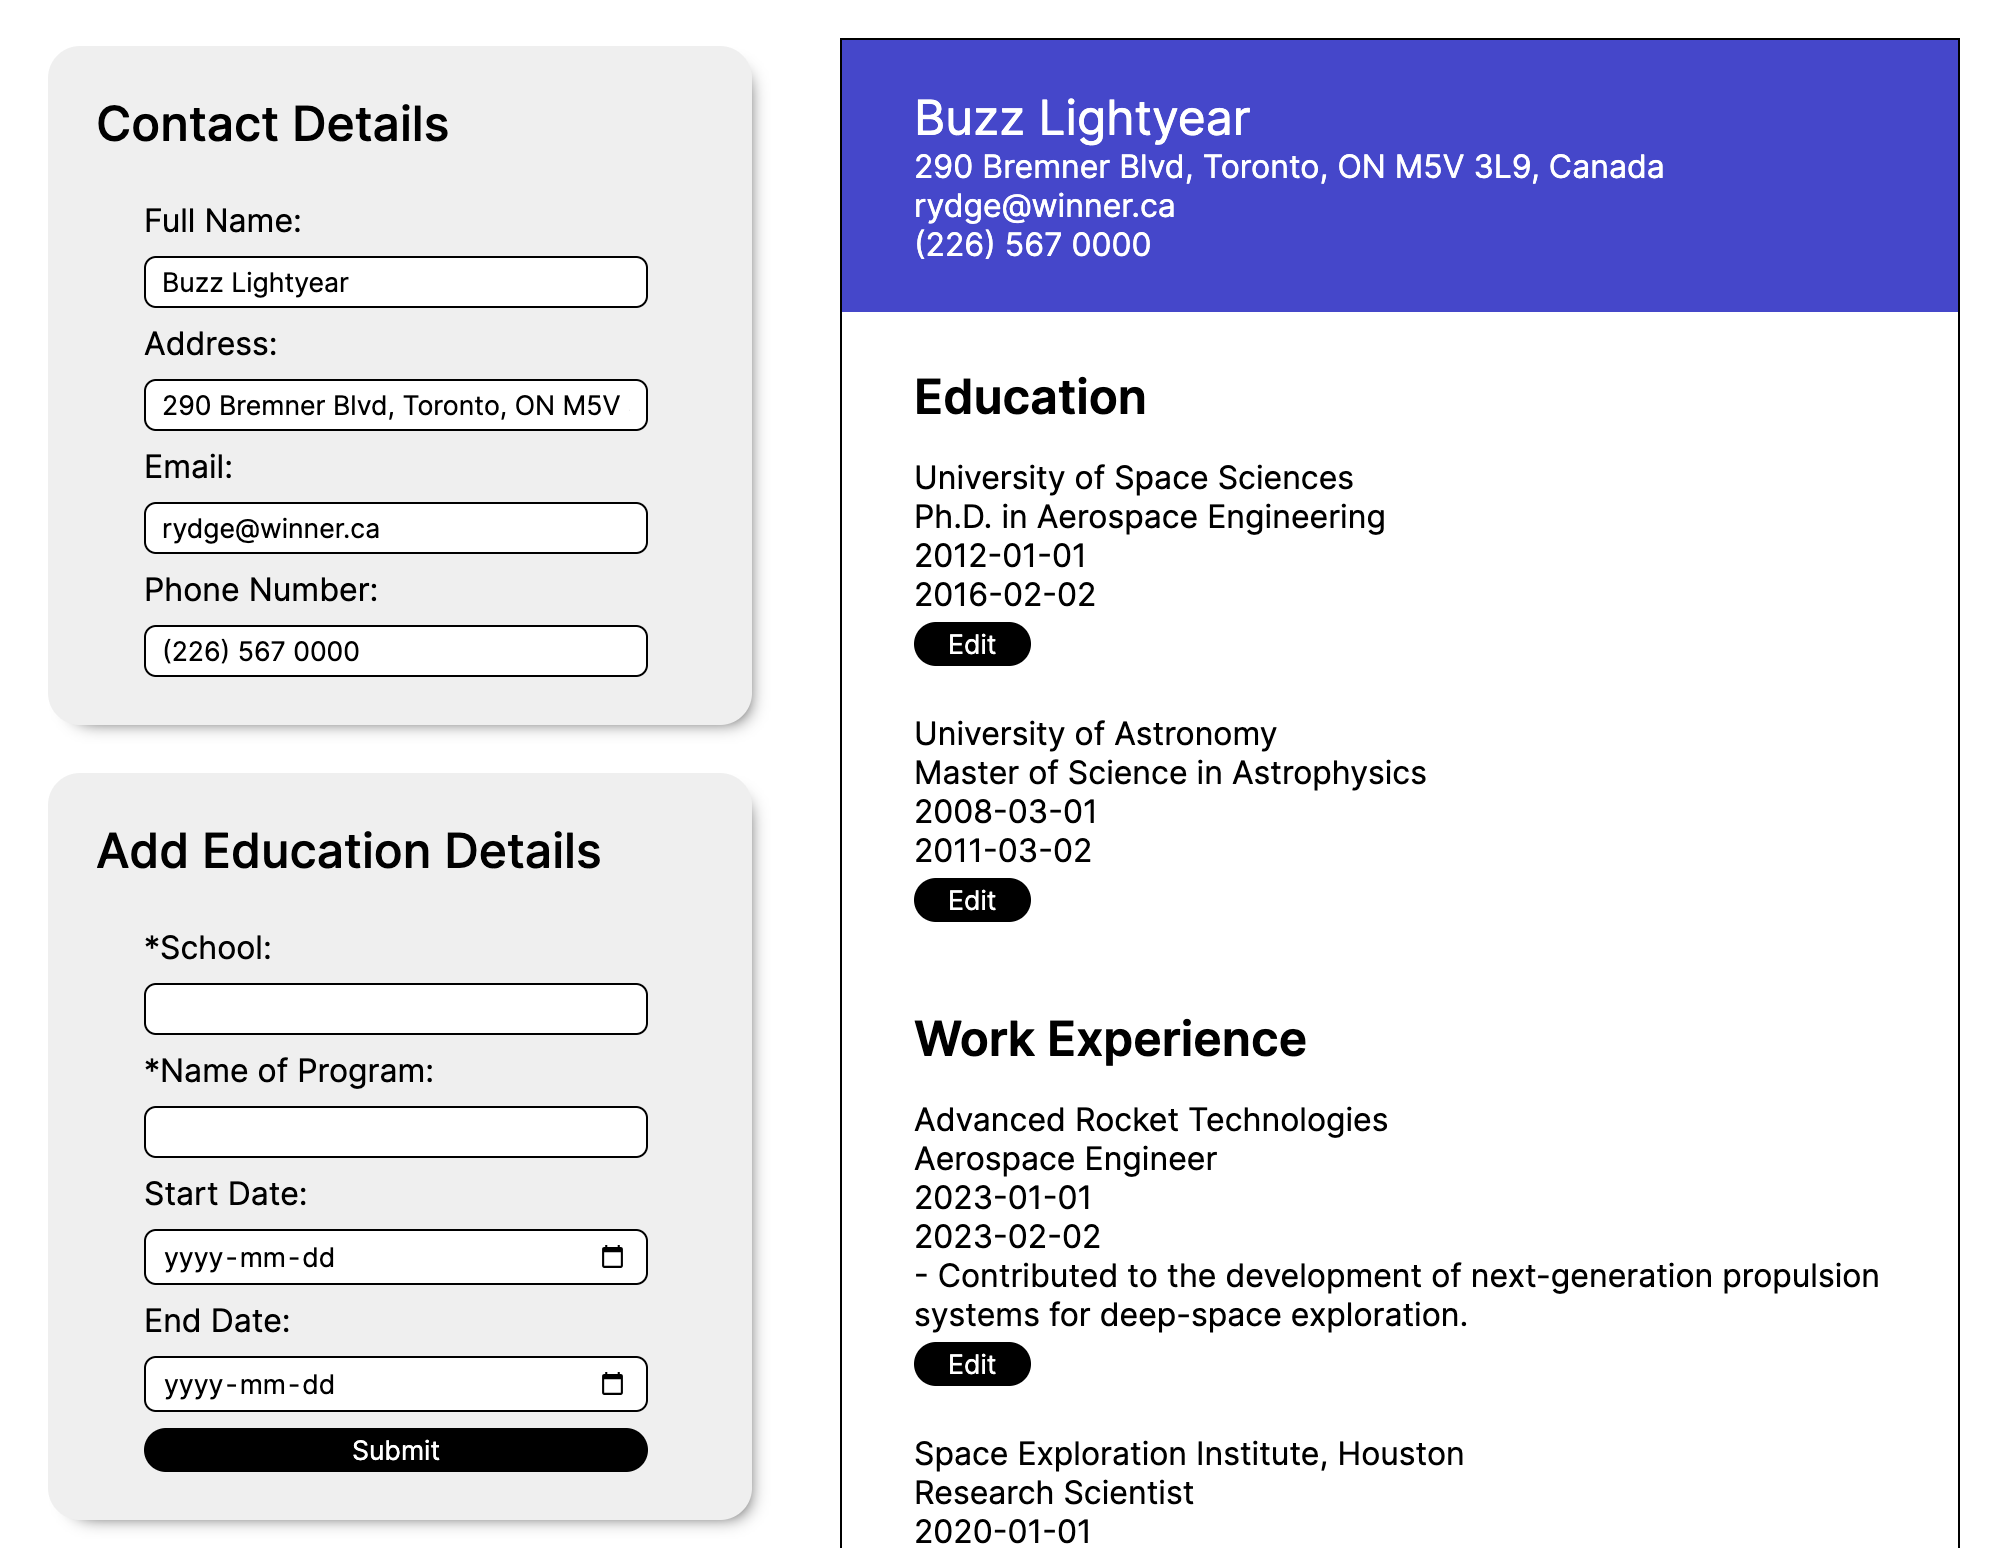 Contact Details
Full Name:
Buzz Lightyear
Address:
290 Bremner Blvd, Toronto, ON M5V
Email:
rydge@winner.ca
Phone Number:
(226) 567 0000
Add Education Details
*School:
*Name of Program:
Start Date:
yyyy-mm-dd
End Date:
yyyy-mm-dd
Submit
Buzz Lightyear
290 Bremner Blvd, Toronto, ON M5V 3L9, Canada
rydge@winner.ca
(226) 567 0000
Education
University of Space Sciences
Ph.D. in Aerospace Engineering
2012-01-01
2016-02-02
Edit
University of Astronomy
Master of Science in Astrophysics
2008-03-01
2011-03-02
Edit
Work Experience
Advanced Rocket Technologies
Aerospace Engineer
2023-01-01
2023-02-02
- Contributed to the development of next-generation propulsion
systems for deep-space exploration.
Edit
Space Exploration Institute, Houston
Research Scientist
2020-01-01